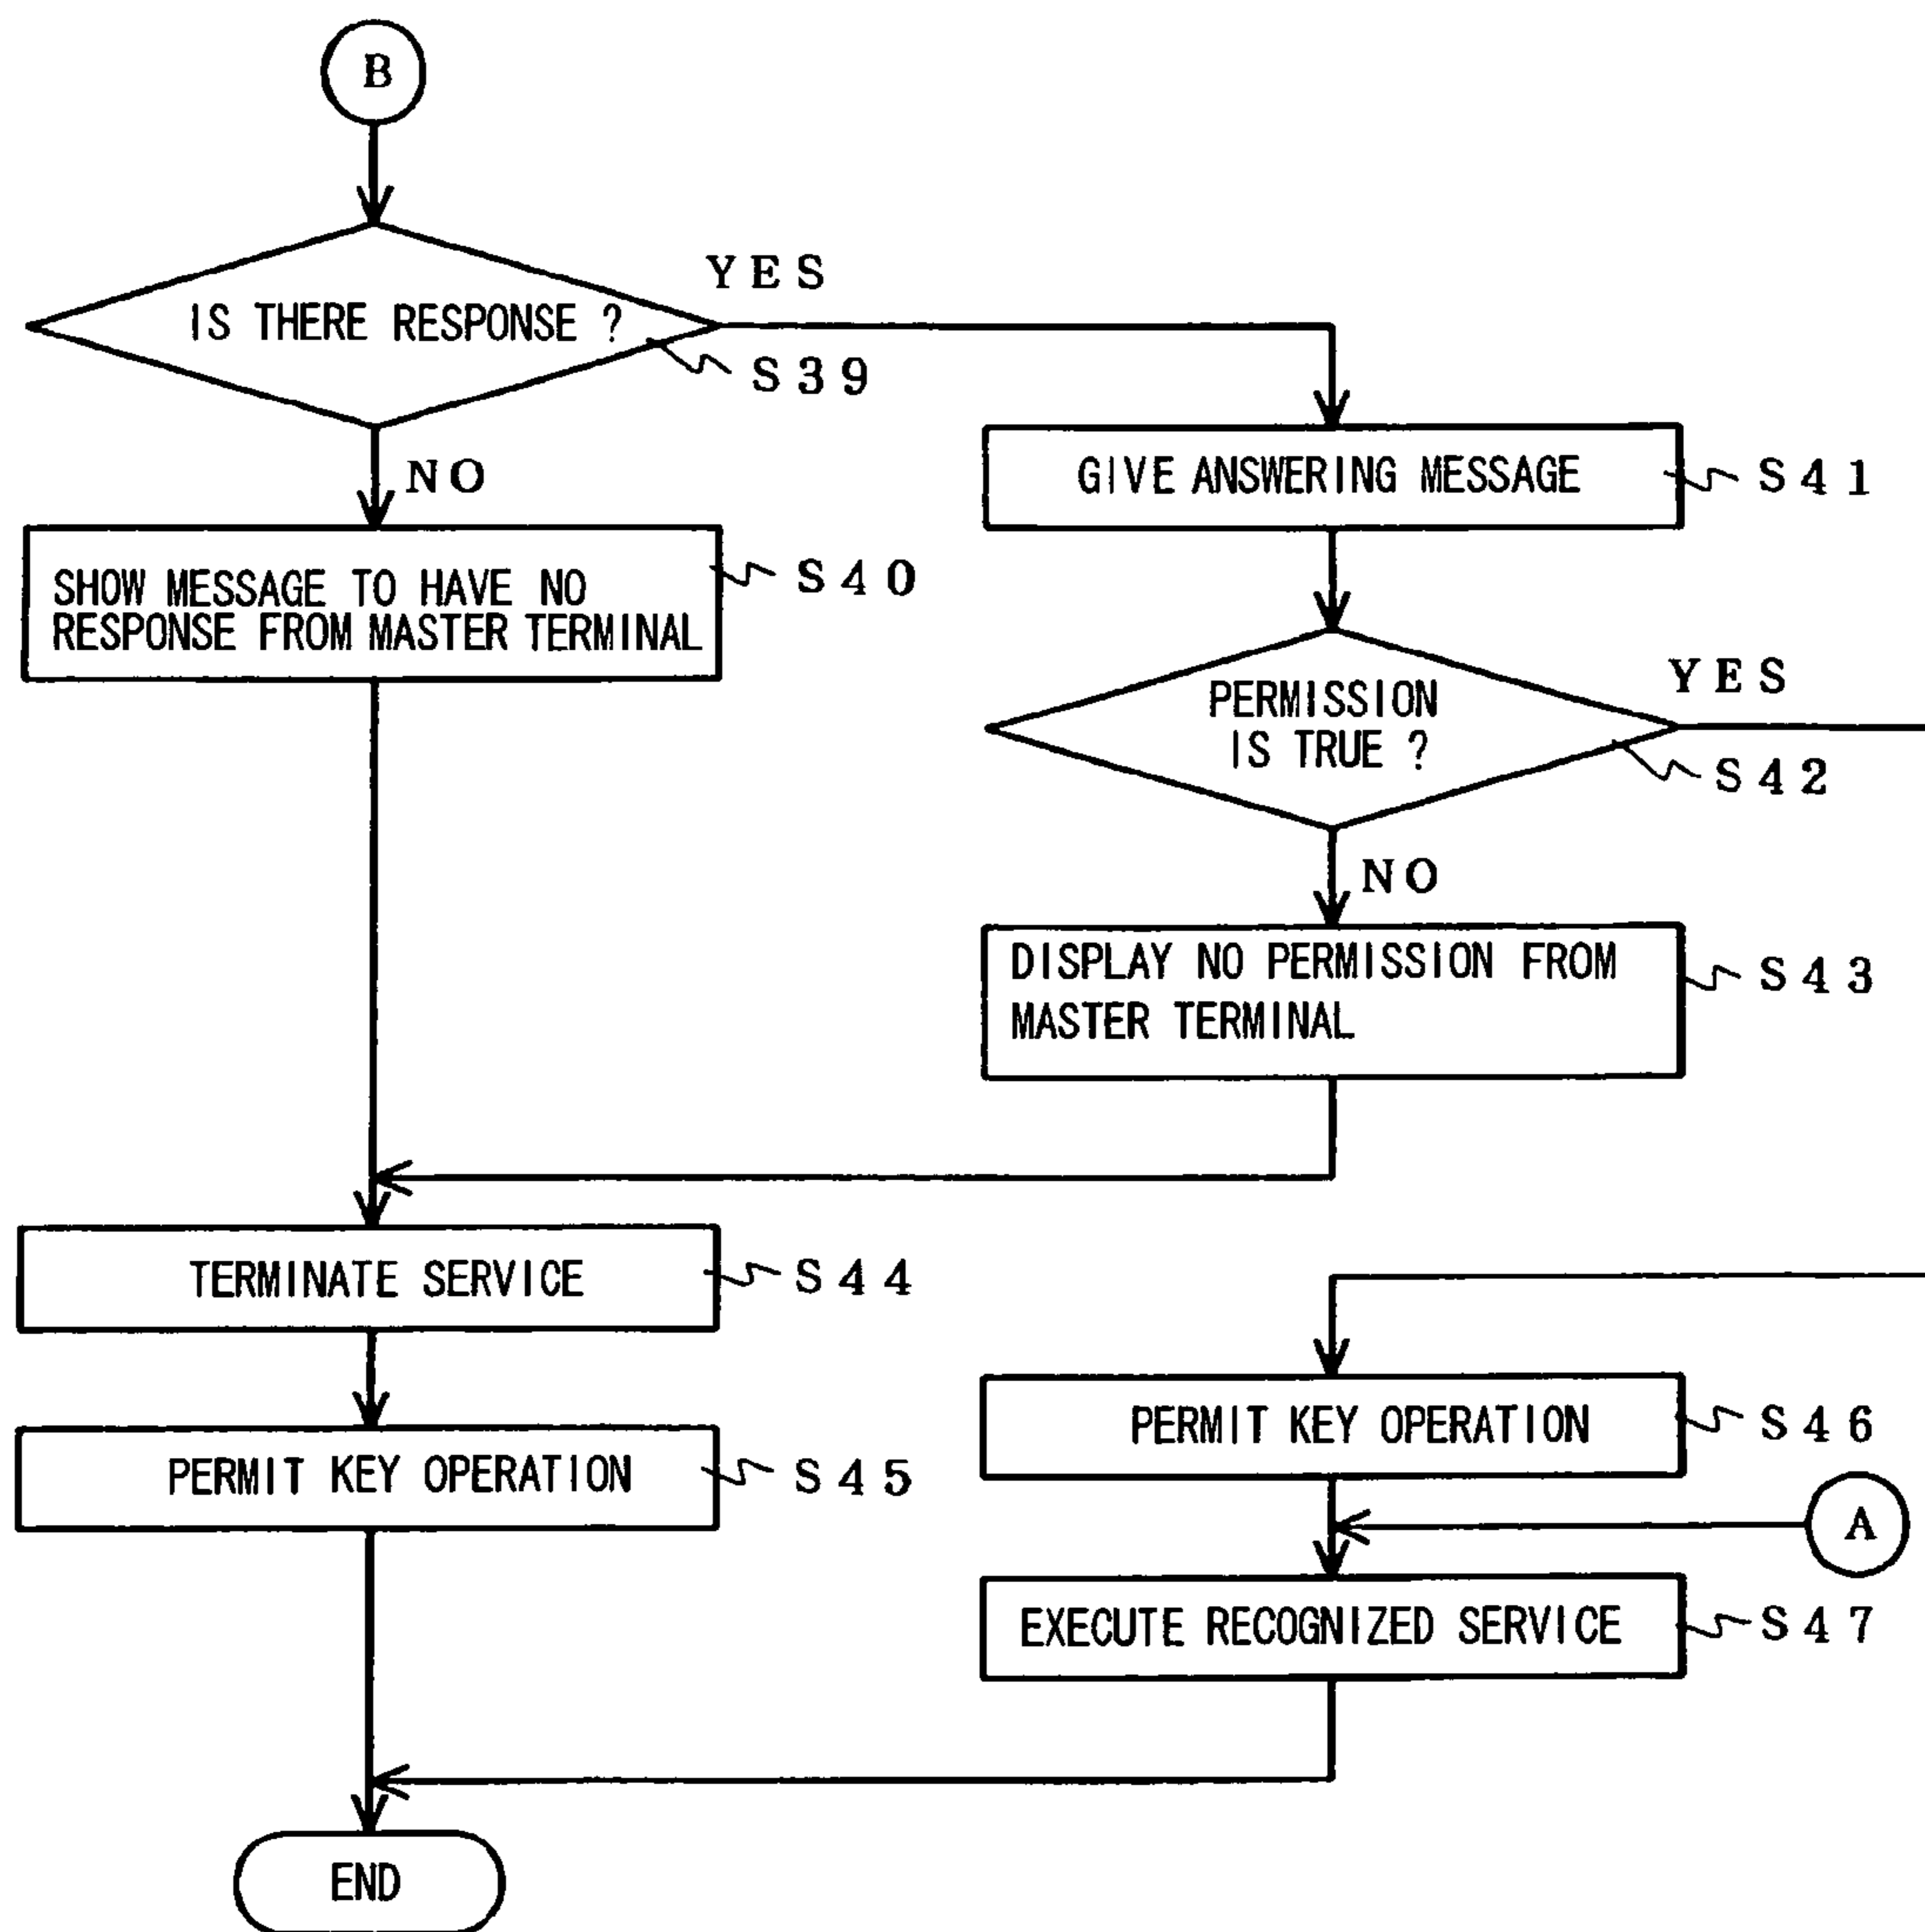 B
IS THERE RESPONSE ?
YES
S39
NO
SHOW MESSAGE TO HAVE NO
RESPONSE FROM MASTER TERMINAL
S40
GIVE ANSWERING MESSAGE
S41
PERMISSION
IS TRUE ?
YES
S42
NO
DISPLAY NO PERMISSION FROM
MASTER TERMINAL
S43
TERMINATE SERVICE
S44
PERMIT KEY OPERATION
S45
PERMIT KEY OPERATION
S46
A
EXECUTE RECOGNIZED SERVICE
S47
END